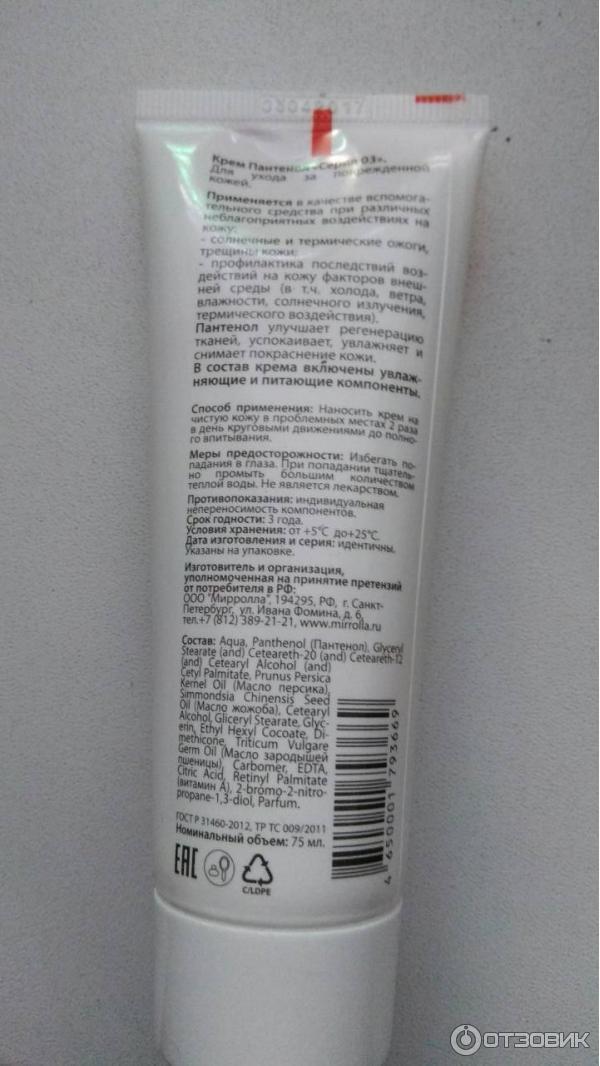 03042017
Крем Пантенол «Серия 03».
Для ухода за поврежденной
кожей.
Применяется в качестве вспомога-
тельного средства при различных
неблагоприятных воздействиях на
кожу:
- солнечные и термические ожоги,
трещины кожи;
- профилактика последствий воз-
действий на кожу факторов внеш-
ней среды (в т.ч. холода, ветра,
влажности, солнечного излучения,
термического воздействия).
Пантенол улучшает регенерацию
тканей, успокаивает, увлажняет и
снимает покраснение кожи.
В состав крема включены увлаж-
няющие и питающие компоненты.
Способ применения: Наносить крем на
чистую кожу в проблемных местах 2 раза
в день круговыми движениями до полно-
го впитывания.
Меры предосторожности: Избегать по-
падания в глаза. При попадании тщатель-
но промыть большим количеством
теплой воды. Не является лекарством.
Противопоказания: индивидуальная
непереносимость компонентов.
Срок годности: 3 года.
Условия хранения: от +5°C до+25°C.
Дата изготовления и серия: идентичны.
Указаны на упаковке.
Изготовитель и организация,
уполномоченная на принятие претензий
от потребителя в РФ:
ООО "Мирролла", 194295, РФ, г. Санкт-
Петербург, ул. Ивана Фомина, д. 6,
тел.+7 (812) 389-21-21, www.mirrolla.ru
Состав: Aqua, Panthenol (Пантенол), Glyceryl
Stearate (and) Ceteareth-20 (and) Ceteareth-12
(and) Cetearyl Alcohol (and)
Cetyl Palmitate, Prunus Persica
Kernel Oil (Масло персика),
Simmondsia Chinensis Seed
Oil (Масло жожоба), Cetearyl
Alcohol, Gliceryl Stearate, Glyc-
erin, Ethyl Hexyl Cocoate, Di-
methicone, Triticum Vulgare
Germ Oil (Масло зародышей
пшеницы), Carbomer, EDTA,
Citric Acid, Retinyl Palmitate
(витамин А), 2-bromo-2-nitro-
propane-1,3-diol, Parfum.
ГОСТ Р 31460-2012, ТР ТС 009/2011
Номинальный объем: 75 мл.
EAC
C/LDPE
4 650001 793669
ОТЗОВИК